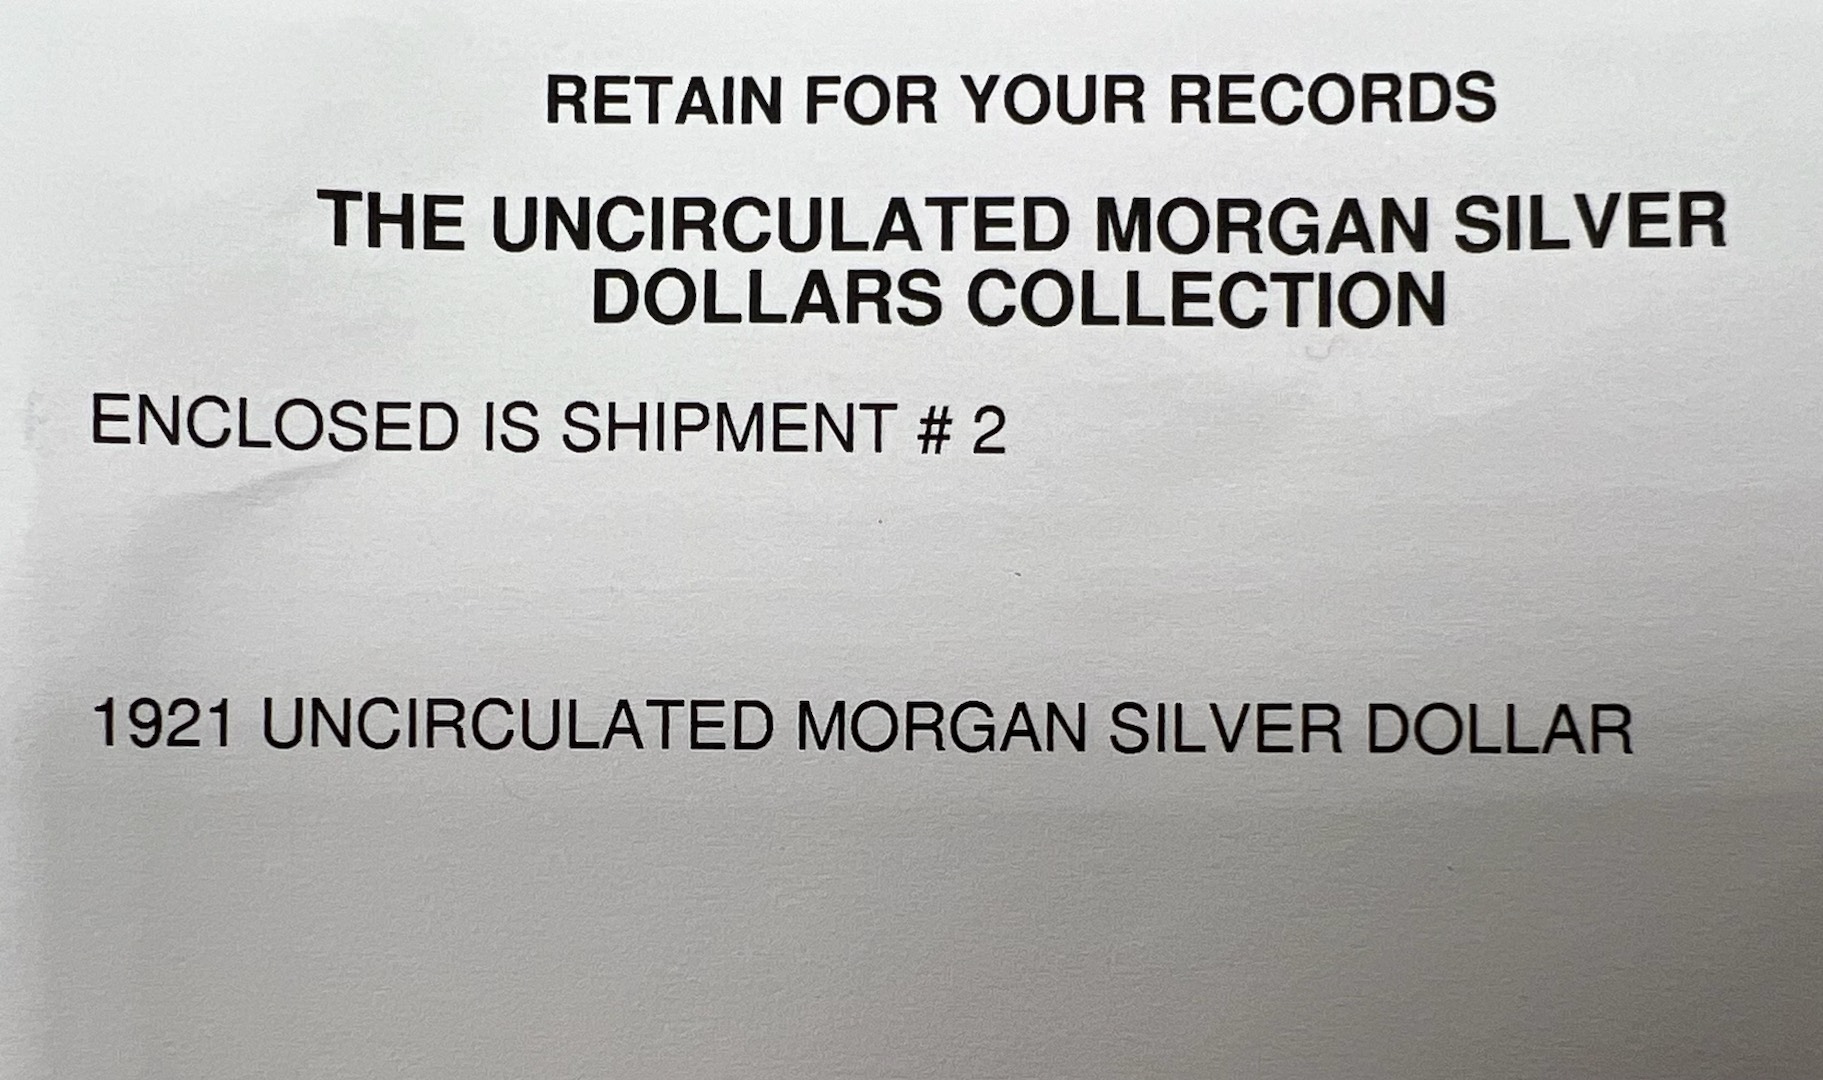 RETAIN FOR YOUR RECORDS
THE UNCIRCULATED MORGAN SILVER
DOLLARS COLLECTION
ENCLOSED IS SHIPMENT # 2
1921 UNCIRCULATED MORGAN SILVER DOLLAR